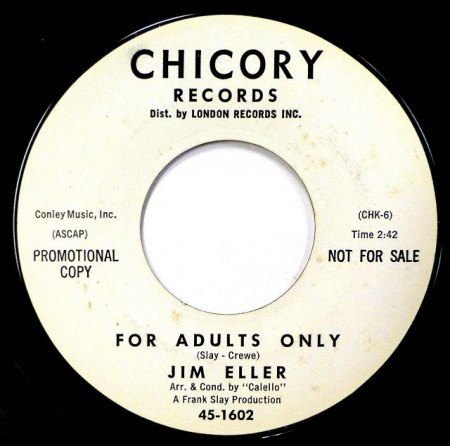 CHICORY
RECORDS
Dist. by LONDON RECORDS INC.
Conley Music, Inc.
(ASCAP)
PROMOTIONAL
COPY
(CHK-6)
Time 2:42
NOT FOR SALE
FOR ADULTS ONLY
(Slay - Crewe)
JIM ELLER
Arr. & Cond. by "Calello"
A Frank Slay Production
45-1602